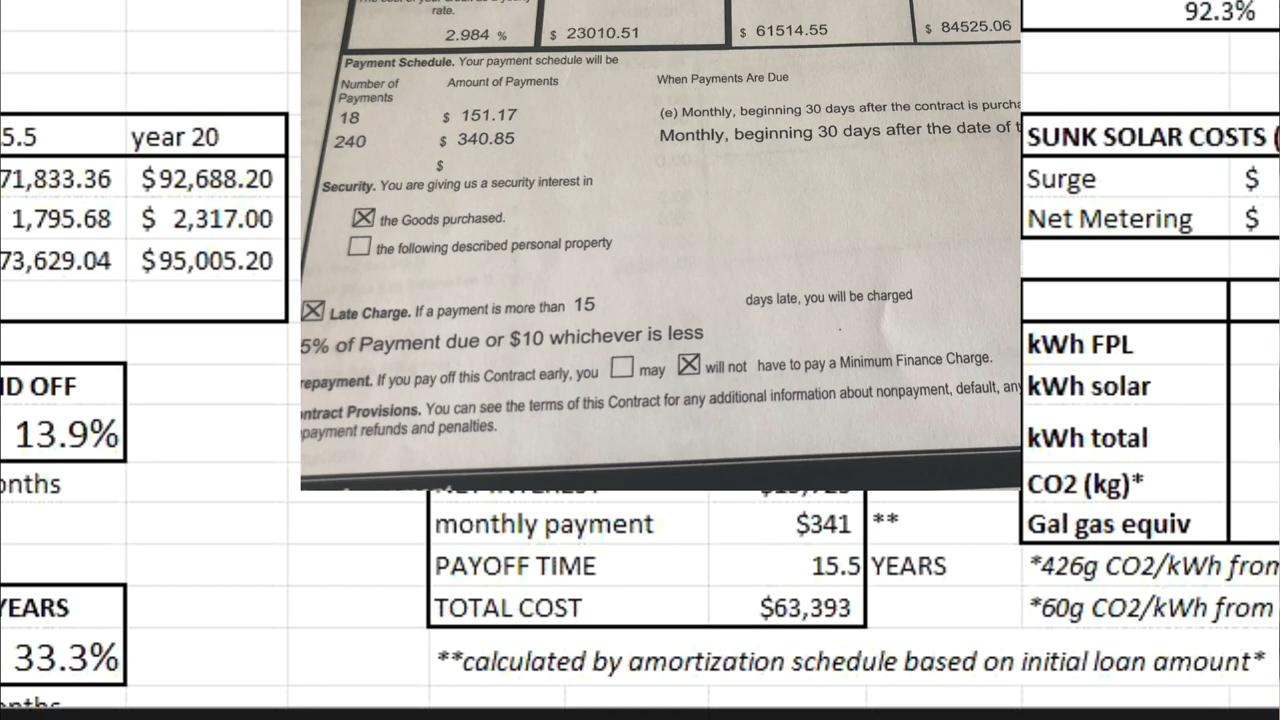 rate.
2.984 %
$ 23010.51
$ 61514.55
$ 84525.06
92.3%
Payment Schedule. Your payment schedule will be
Number of Payments
Amount of Payments
When Payments Are Due
18
$ 151.17
(e) Monthly, beginning 30 days after the contract is purcha
240
$ 340.85
Monthly, beginning 30 days after the date of t
$
Security. You are giving us a security interest in
the Goods purchased.
the following described personal property
Late Charge. If a payment is more than 15 days late, you will be charged
5% of Payment due or $10 whichever is less
repayment. If you pay off this Contract early, you may will not have to pay a Minimum Finance Charge.
ntract Provisions. You can see the terms of this Contract for any additional information about nonpayment, default, any
payment refunds and penalties.
5.5 year 20
71,833.36 $92,688.20
1,795.68 $ 2,317.00
73,629.04 $95,005.20
ID OFF
13.9%
onths
YEARS
33.3%
monthly payment $341 **
PAYOFF TIME 15.5 YEARS
TOTAL COST $63,393
**calculated by amortization schedule based on initial loan amount*
SUNK SOLAR COSTS (
Surge $
Net Metering $
kWh FPL
kWh solar
kWh total
CO2 (kg)*
Gal gas equiv
*426g CO2/kWh from
*60g CO2/kWh from